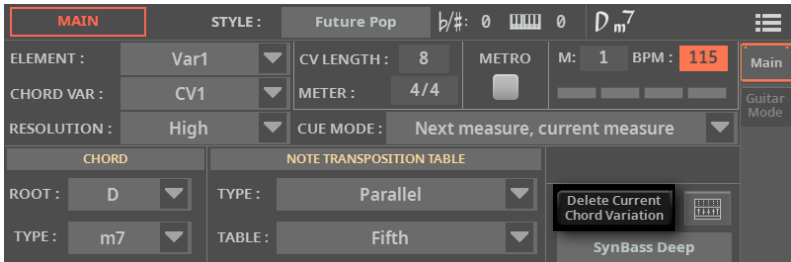 MAIN STYLE : Future Pop ♭/♯: 0 0 Dm7
ELEMENT : Var1 CV LENGTH : 8 METRO M: 1 BPM : 115 Main
CHORD VAR : CV1 METER : 4/4 Guitar
Mode
RESOLUTION : High CUE MODE : Next measure, current measure
CHORD NOTE TRANSPOSITION TABLE
ROOT : D TYPE : Parallel Delete Current
Chord Variation
TYPE : m7 TABLE : Fifth SynBass Deep